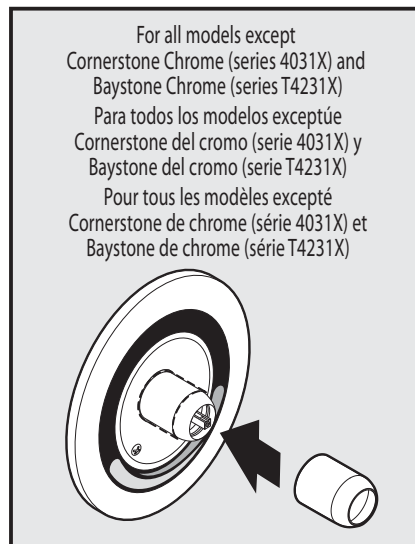 For all models except
Cornerstone Chrome (series 4031X) and
Baystone Chrome (series T4231X)
Para todos los modelos exceptúe
Cornerstone del cromo (serie 4031X) y
Baystone del cromo (serie T4231X)
Pour tous les modèles excepté
Cornerstone de chrome (série 4031X) et
Baystone de chrome (série T4231X)